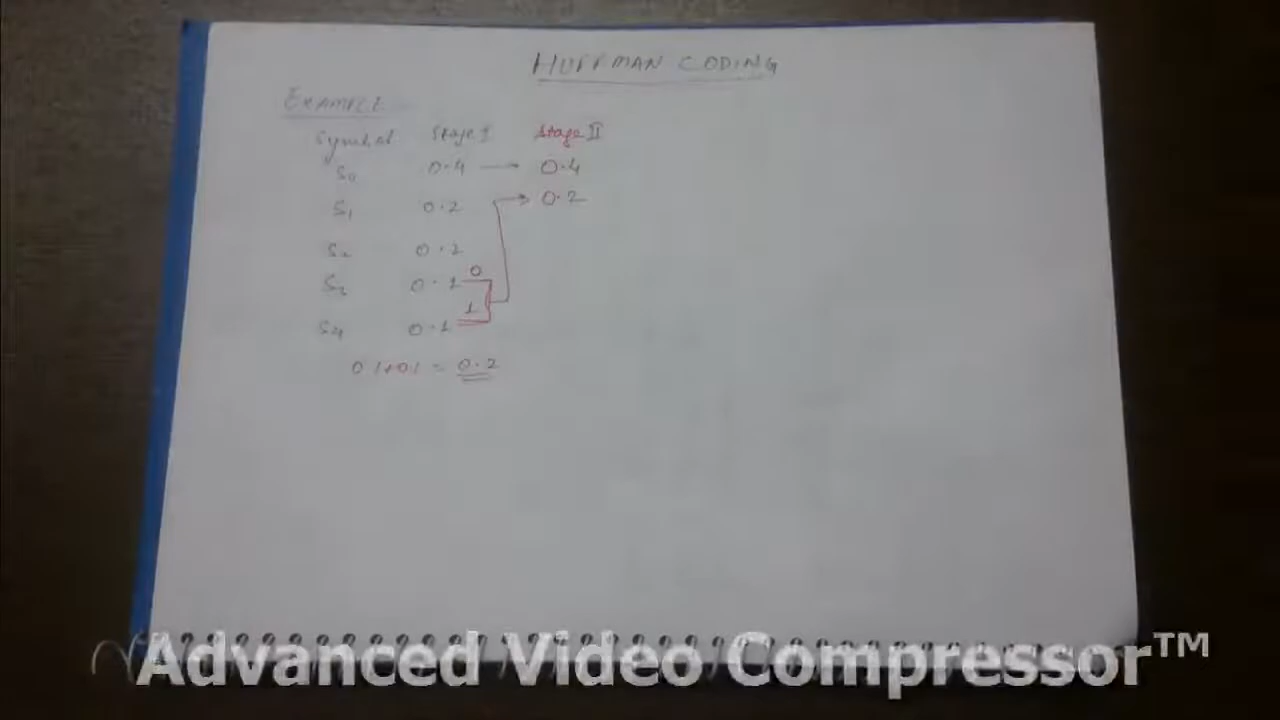 HUFFMAN CODING
EXAMPLE
Symbol Stage I Stage II
S0 0.4 → 0.4
S1 0.2 → 0.2
S2 0.2
0
S3 0.1
1
S4 0.1
0.1+0.1 = 0.2
Advanced Video Compressor™